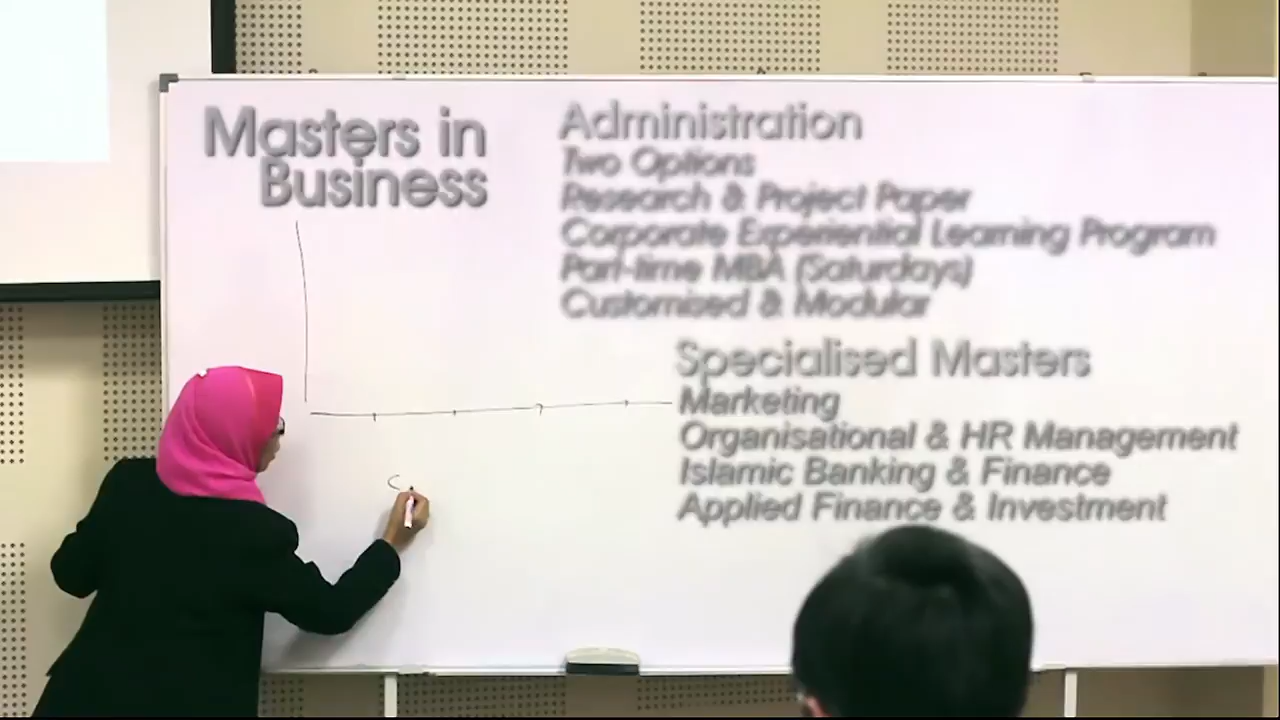 Masters in
Business
Administration
Two Options
Research & Project Paper
Corporate Experiential Learning Program
Part-time MBA (Saturdays)
Customised & Modular
Specialised Masters
Marketing
Organisational & HR Management
Islamic Banking & Finance
Applied Finance & Investment